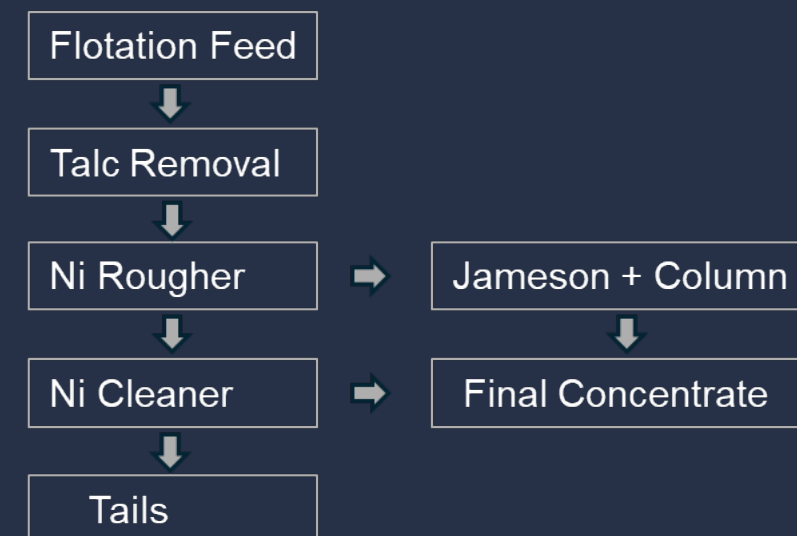 Flotation Feed
Talc Removal
Ni Rougher
Jameson + Column
Ni Cleaner
Final Concentrate
Tails